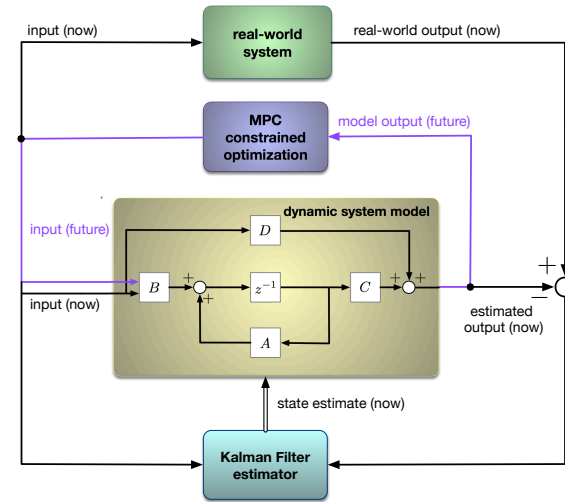 input (now)
real-world
system
real-world output (now)
MPC
constrained
optimization
model output (future)
dynamic system model
input (future)
D
+
+
+
+
B
z⁻¹
C
+
−
input (now)
estimated
output (now)
A
state estimate (now)
Kalman Filter
estimator